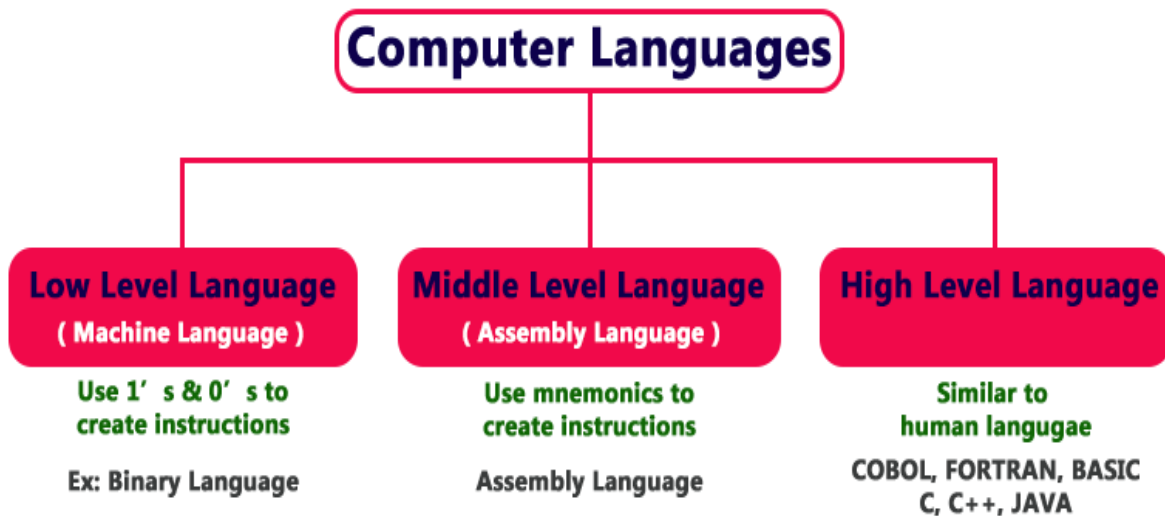 Computer Languages
Low Level Language
( Machine Language )
Use 1′ s & 0′ s to
create instructions
Ex: Binary Language
Middle Level Language
( Assembly Language )
Use mnemonics to
create instructions
Assembly Language
High Level Language
Similar to
human langugae
COBOL, FORTRAN, BASIC
C, C++, JAVA